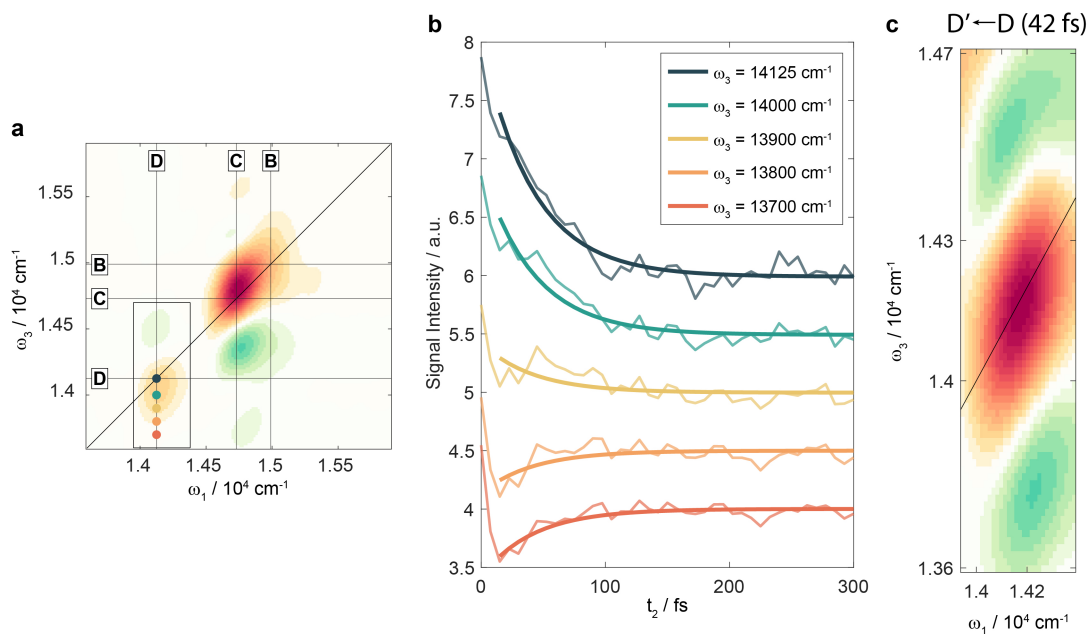 a
D
C
B
1.55
1.5
1.45
1.4
B
C
D
ω₃ / 10⁴ cm⁻¹
1.4
1.45
1.5
1.55
ω₁ / 10⁴ cm⁻¹
b
8
7.5
7
6.5
6
5.5
5
4.5
4
3.5
Signal Intensity / a.u.
ω₃ = 14125 cm⁻¹
ω₃ = 14000 cm⁻¹
ω₃ = 13900 cm⁻¹
ω₃ = 13800 cm⁻¹
ω₃ = 13700 cm⁻¹
0
100
200
300
t₂ / fs
c
D′←D (42 fs)
1.47
1.43
1.4
1.36
ω₃ / 10⁴ cm⁻¹
1.4
1.42
ω₁ / 10⁴ cm⁻¹